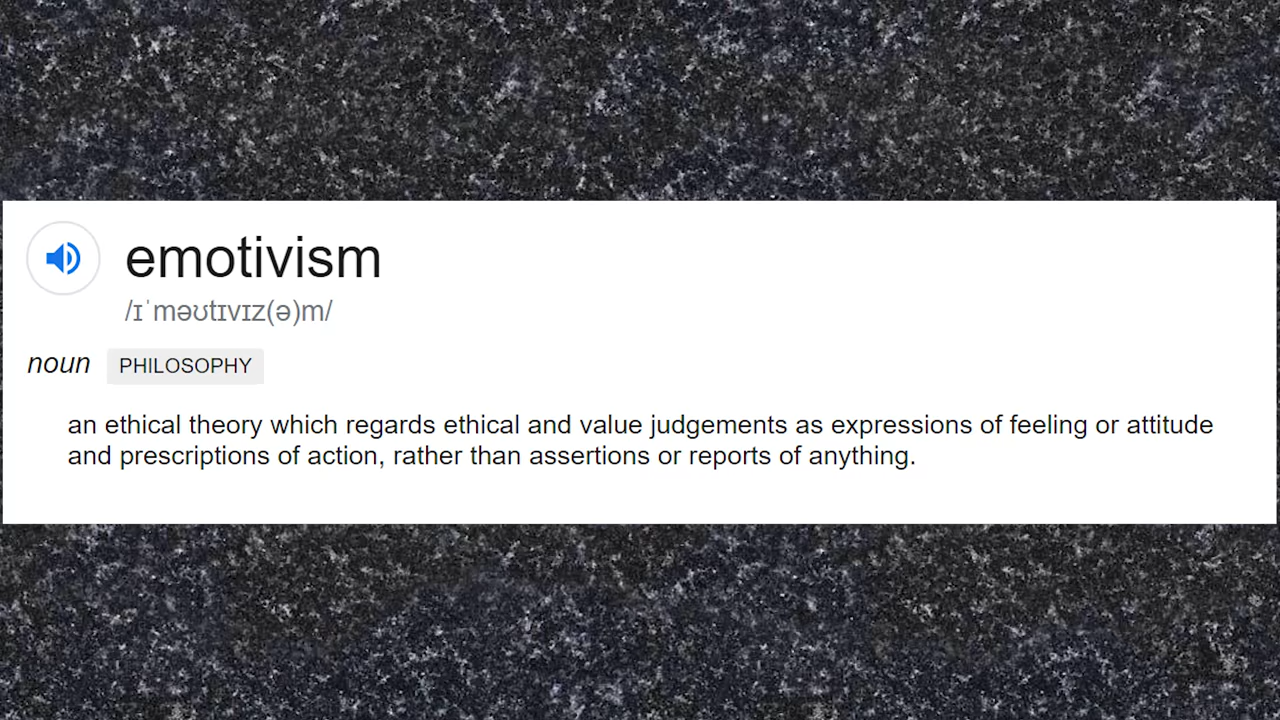 emotivism
/ɪˈməʊtɪvɪz(ə)m/
noun PHILOSOPHY
an ethical theory which regards ethical and value judgements as expressions of feeling or attitude
and prescriptions of action, rather than assertions or reports of anything.